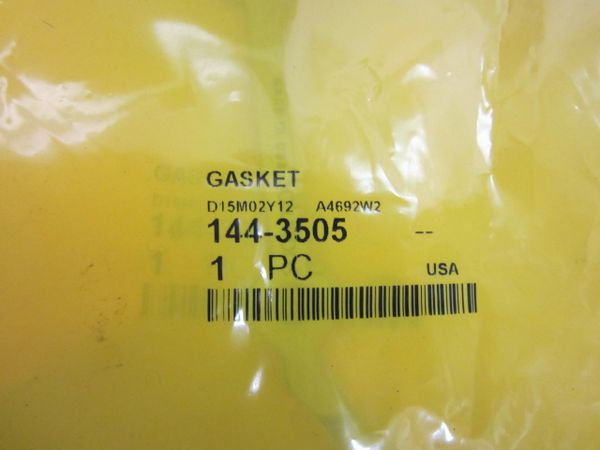 GASKET
D15M02Y12 A4692W2
144-3505 --
1 PC USA